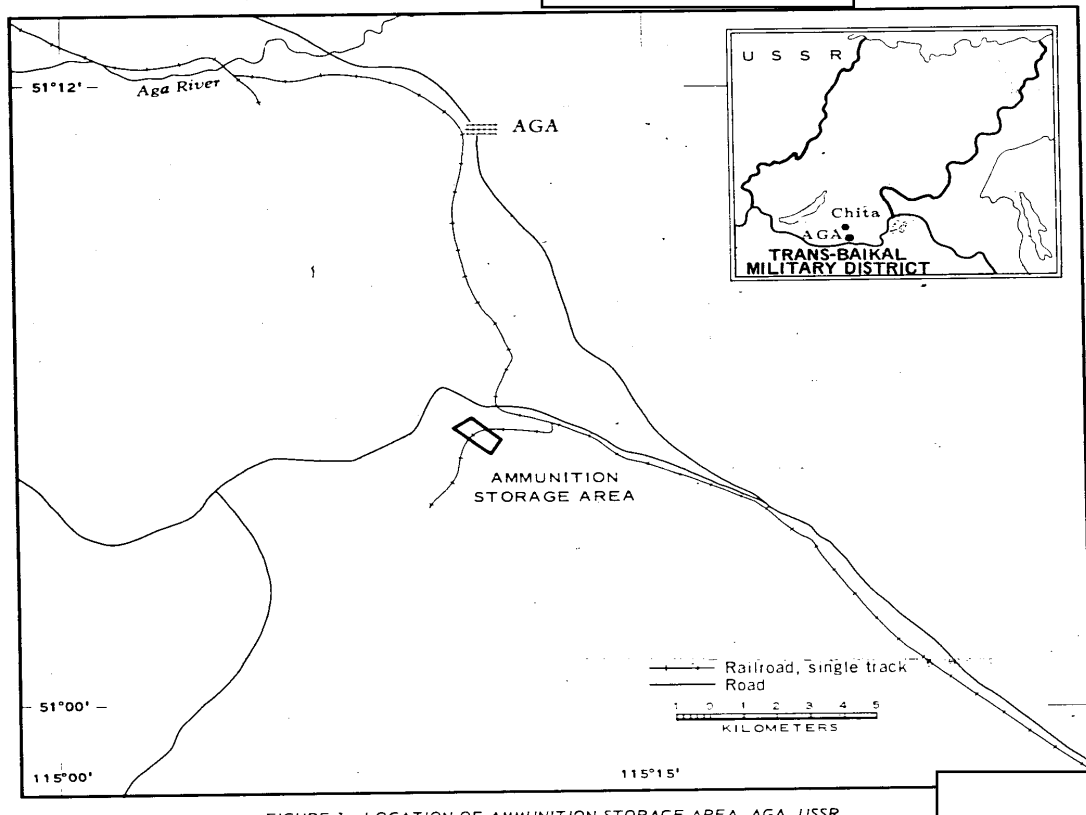 51°12'
Aga River
AGA
U S S R
Chita
AGA
TRANS-BAIKAL
MILITARY DISTRICT
AMMUNITION
STORAGE AREA
Railroad, single track
Road
1 0 1 2 3 4 5
KILOMETERS
51°00'
115°00'
115°15'
FIGURE 1. LOCATION OF AMMUNITION STORAGE AREA, AGA, USSR